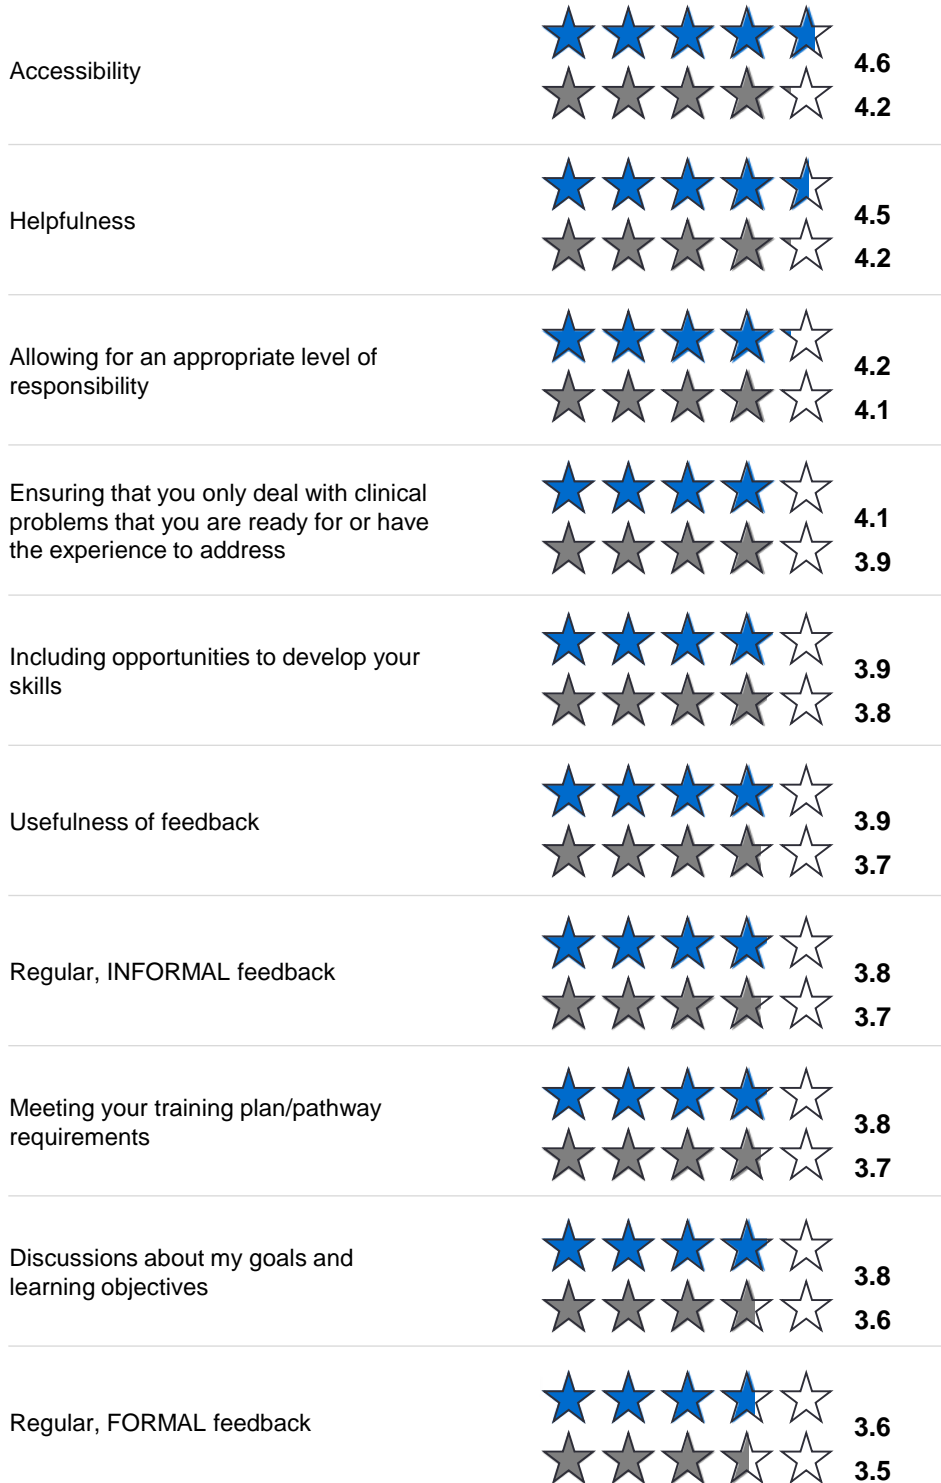 Accessibility
4.6
4.2
Helpfulness
4.5
4.2
Allowing for an appropriate level of
responsibility
4.2
4.1
Ensuring that you only deal with clinical
problems that you are ready for or have
the experience to address
4.1
3.9
Including opportunities to develop your
skills
3.9
3.8
Usefulness of feedback
3.9
3.7
Regular, INFORMAL feedback
3.8
3.7
Meeting your training plan/pathway
requirements
3.8
3.7
Discussions about my goals and
learning objectives
3.8
3.6
Regular, FORMAL feedback
3.6
3.5